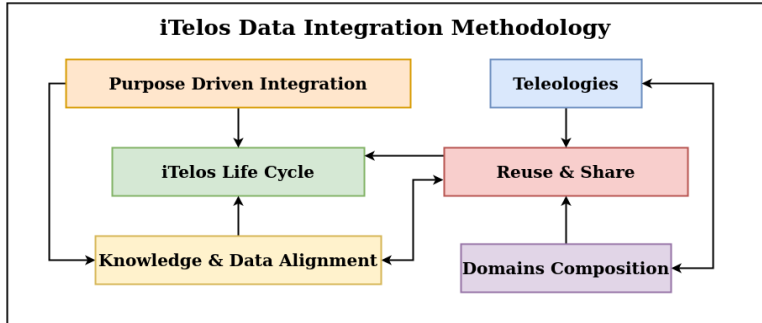 iTelos Data Integration Methodology
Purpose Driven Integration
Teleologies
iTelos Life Cycle
Reuse & Share
Knowledge & Data Alignment
Domains Composition